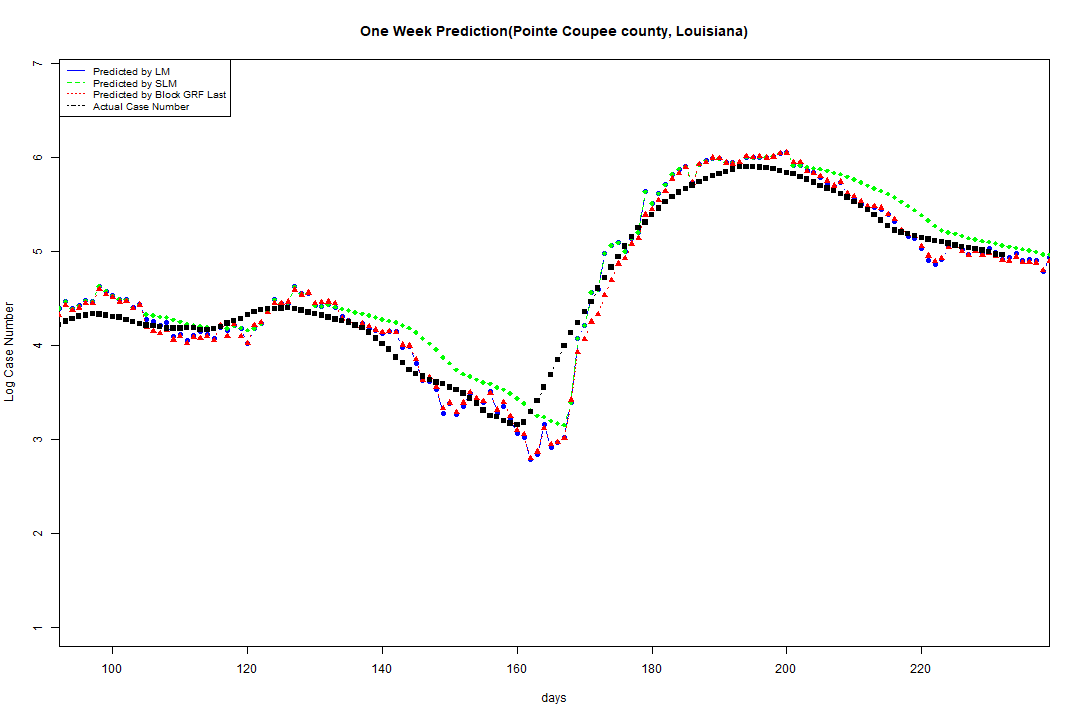 One Week Prediction(Pointe Coupee county, Louisiana)
Predicted by LM
Predicted by SLM
Predicted by Block GRF Last
Actual Case Number
Log Case Number
7
6
5
4
3
2
1
100 120 140 160 180 200 220
days